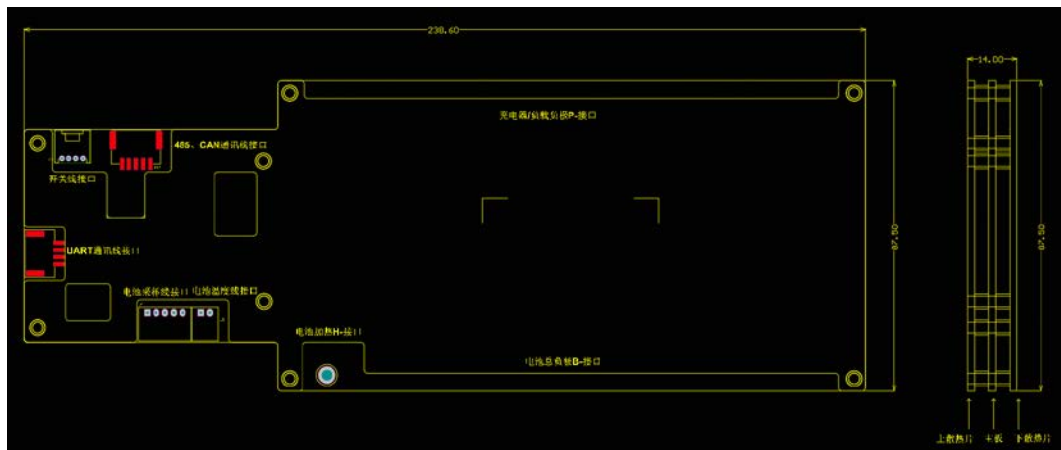 238.60
14.00
充电器/负载负极P-接口
485、CAN通讯线接口
开关线接口
87.50
87.50
UART通讯线接口
电池采样线接口 电池温度线接口
电池加热H-接口
电池总负极B-接口
上散热片 主板 下散热片